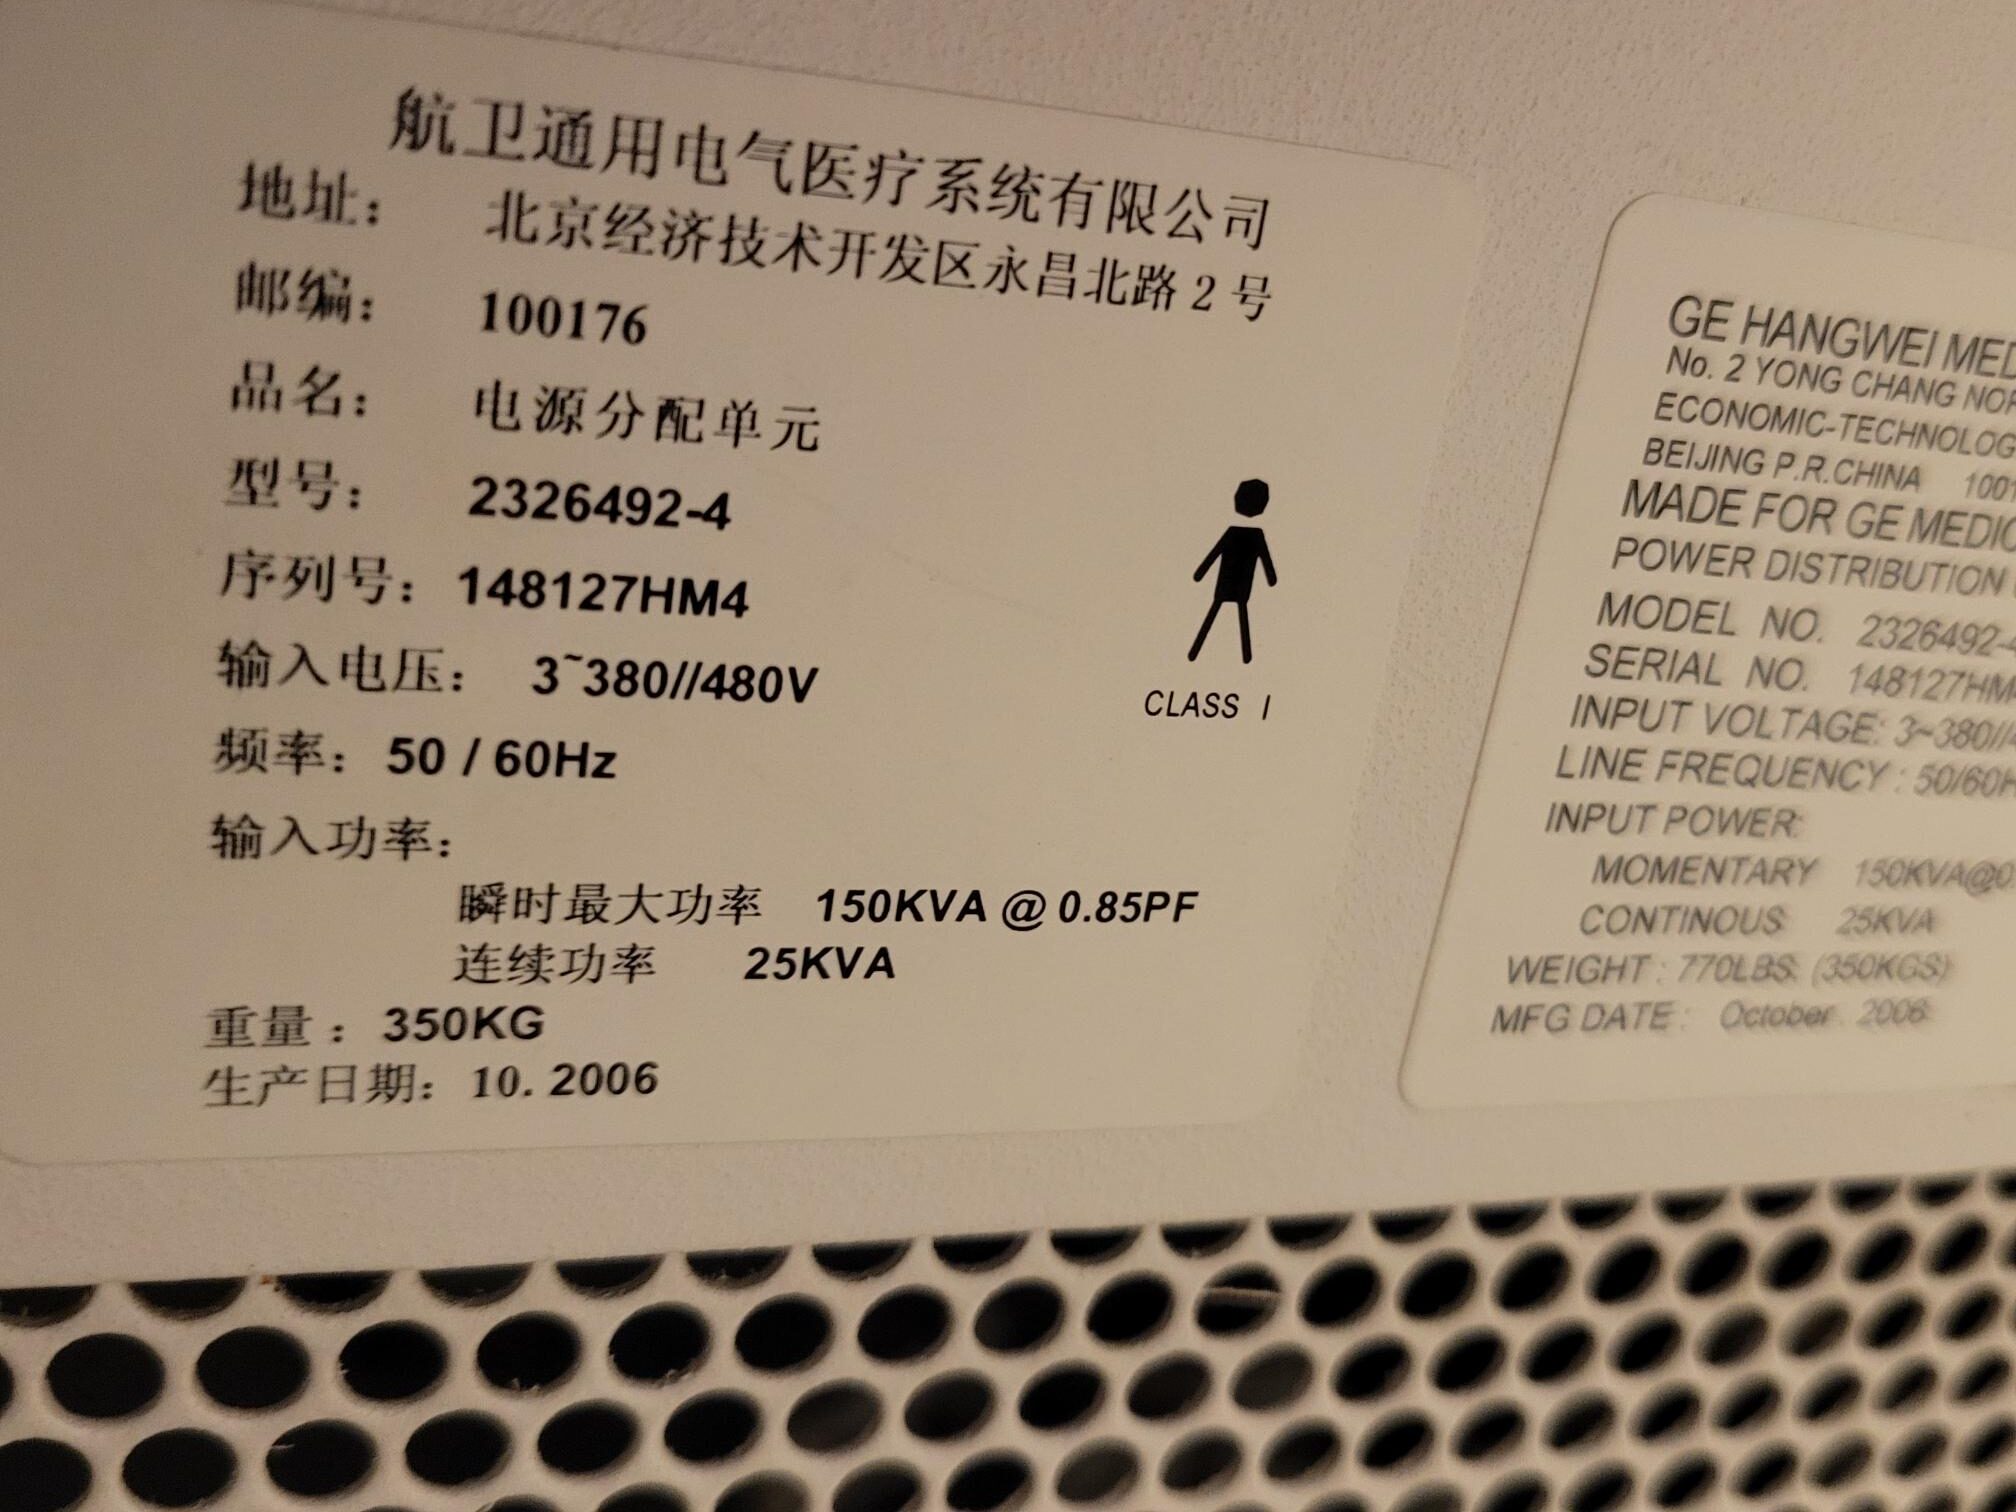 航卫通用电气医疗系统有限公司
地址： 北京经济技术开发区永昌北路 2 号
邮编： 100176
品名： 电源分配单元
型号： 2326492-4
序列号： 148127HM4
输入电压： 3~380//480V
频率： 50 / 60Hz
输入功率：
瞬时最大功率 150KVA @ 0.85PF
连续功率 25KVA
重量： 350KG
生产日期： 10. 2006
CLASS I
GE HANGWEI
No. 2 YONG CHANG
BEIJING P.R.CHINA
MADE FOR GE
POWER DISTRIBUTION
MODEL NO. 2326492-
SERIAL NO. 148127HM
INPUT VOLTAGE: 3~380//
LINE FREQUENCY : 50/60H
INPUT POWER:
MOMENTARY 150KVA@0
CONTINOUS 25KVA
WEIGHT : 770LBS. (350KGS)
MFG DATE : October . 2006